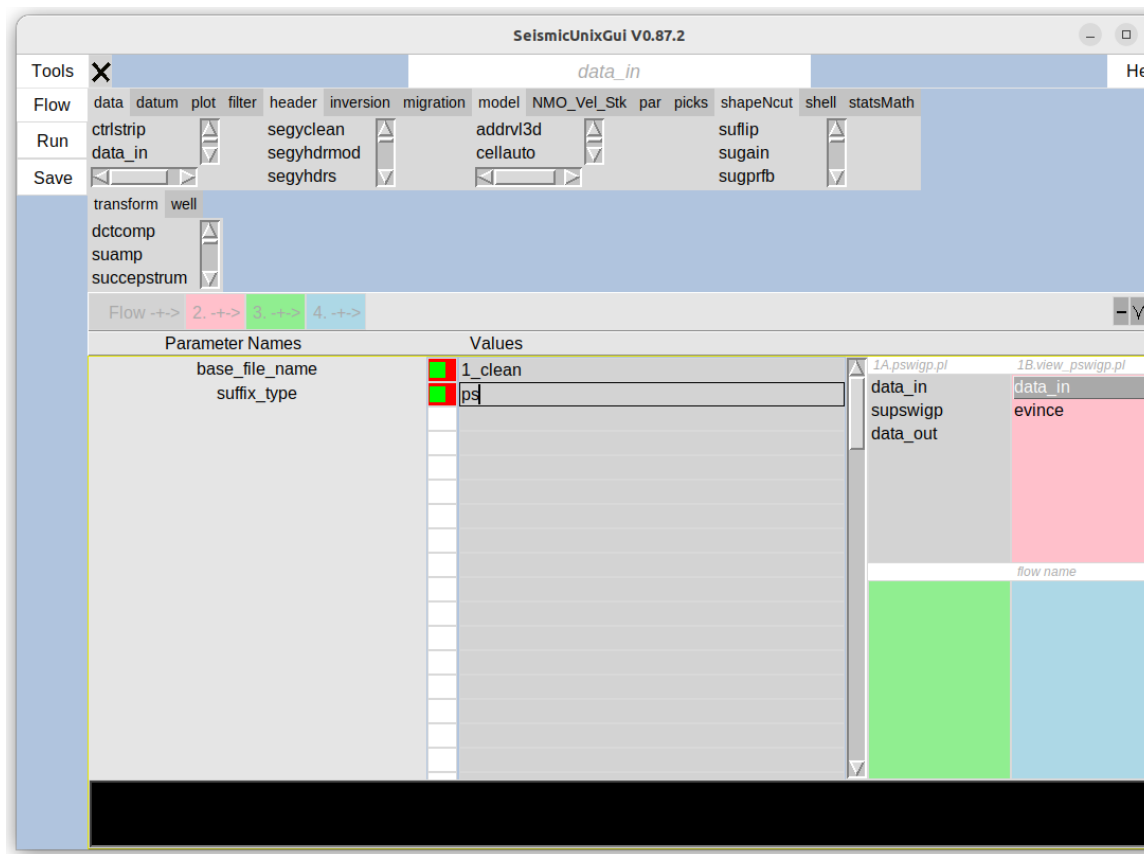 SeismicUnixGui V0.87.2
Tools data_in He
Flow data datum plot filter header inversion migration model NMO_Vel_Stk par picks shapeNcut shell statsMath
Run ctrlstrip segyclean addrvl3d suflip
data_in segyhdrmod cellauto sugain
Save segyhdrs sugprfb
transform well
dctcomp
suamp
succepstrum
Flow -+-> 2. -+-> 3. -+-> 4. -+->
Parameter Names Values
base_file_name 1_clean 1A.pswigp.pl 1B.view_pswigp.pl
suffix_type ps data_in data_in
supswigp evince
data_out
flow name